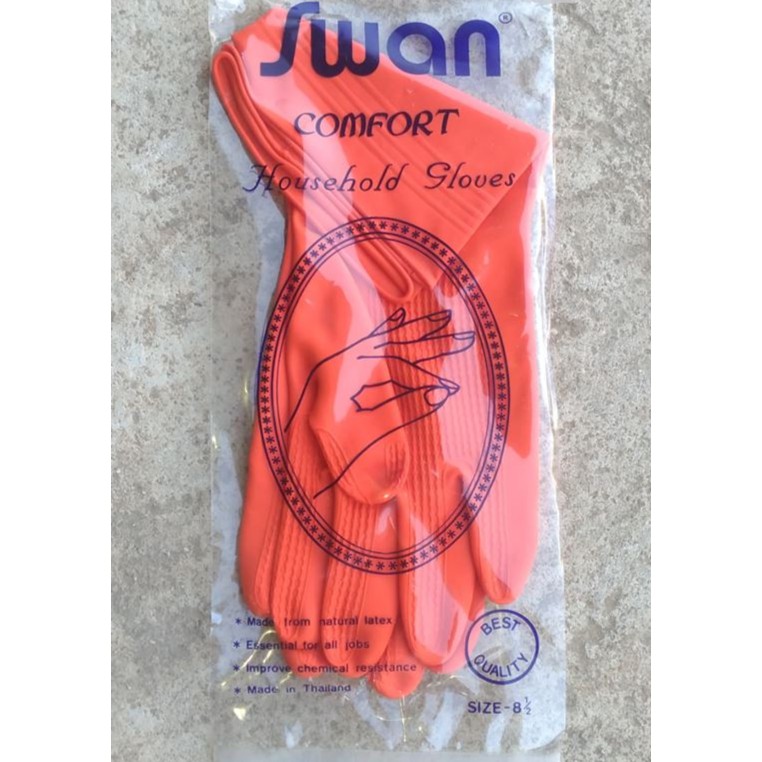 Swan®
COMFORT
Household Gloves
* Made from natural latex
* Essential for all jobs
* Improve chemical resistance
* Made in Thailand
BEST
QUALITY
SIZE-8½